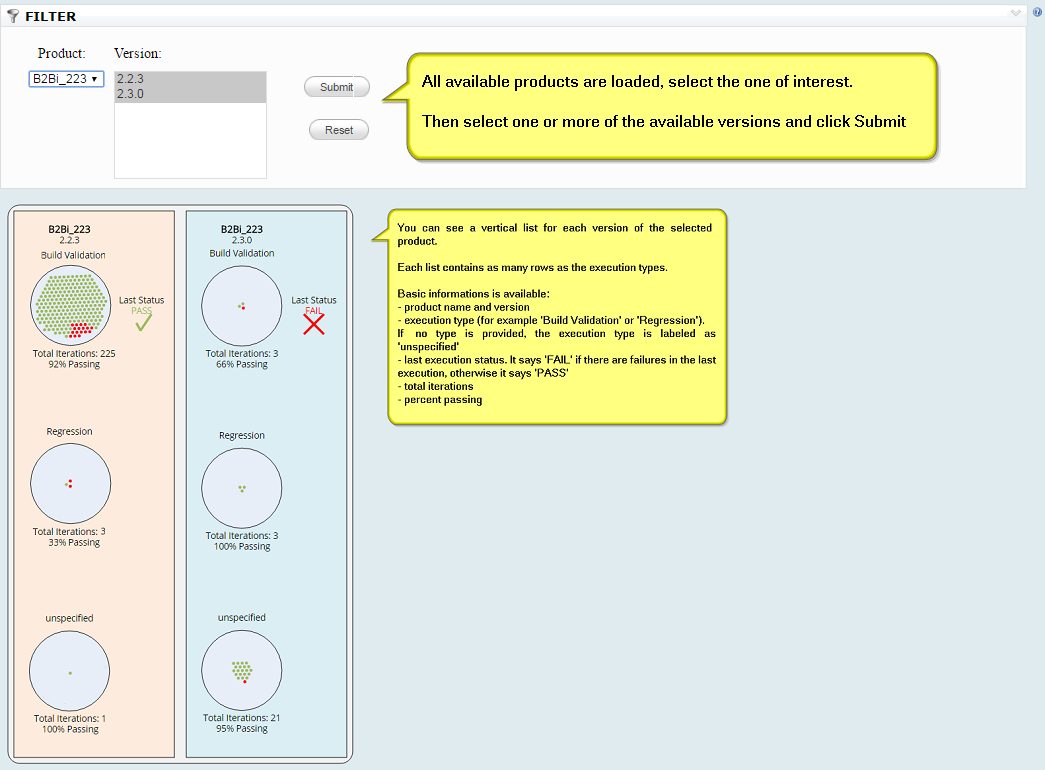 FILTER
Product: Version:
B2Bi_223
2.2.3
2.3.0
Submit
Reset
All available products are loaded, select the one of interest.
Then select one or more of the available versions and click Submit
B2Bi_223
2.2.3
Build Validation
Last Status
PASS
Total Iterations: 225
92% Passing
Regression
Total Iterations: 3
33% Passing
unspecified
Total Iterations: 1
100% Passing
B2Bi_223
2.3.0
Build Validation
Last Status
FAIL
Total Iterations: 3
66% Passing
Regression
Total Iterations: 3
100% Passing
unspecified
Total Iterations: 21
95% Passing
You can see a vertical list for each version of the selected
product.
Each list contains as many rows as the execution types.
Basic informations is available:
- product name and version
- execution type (for example 'Build Validation' or 'Regression').
If no type is provided, the execution type is labeled as
'unspecified'
- last execution status. It says 'FAIL' if there are failures in the last
execution, otherwise it says 'PASS'
- total iterations
- percent passing